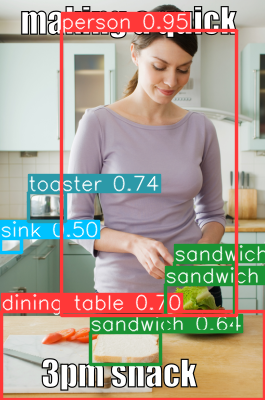 making a quick
person 0.95
toaster 0.74
sink 0.50
sandwich
sandwich
dining table 0.70
sandwich 0.64
3pm snack